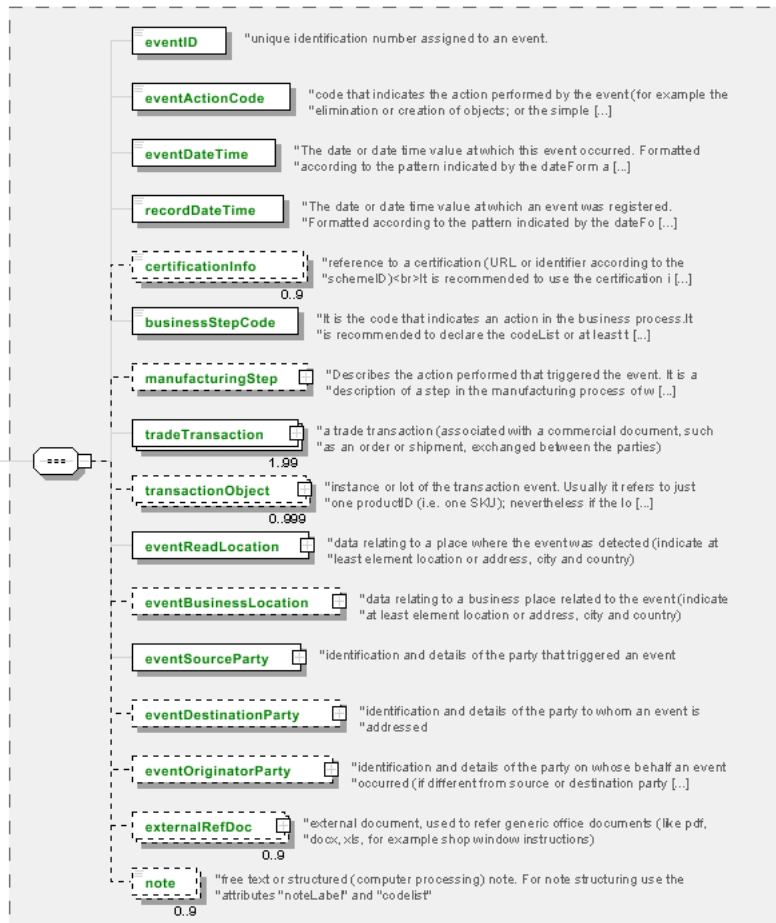 eventID
"unique identification number assigned to an event.
eventActionCode
"code that indicates the action performed by the event (for example the
"elimination or creation of objects; or the simple [...]
eventDateTime
"The date or date time value at which this event occurred. Formatted
"according to the pattern indicated by the dateForm a [...]
recordDateTime
"The date or date time value at which an event was registered.
"Formatted according to the pattern indicated by the dateFo [...]
certificationInfo
0..9
"reference to a certification (URL or identifier according to the
"schemeID)<br>It is recommended to use the certification i [...]
businessStepCode
"It is the code that indicates an action in the business process.It
"is recommended to declare the codeList or at least t [...]
manufacturingStep
"Describes the action performed that triggered the event. It is a
"description of a step in the manufacturing process of w [...]
tradeTransaction
1..99
"a trade transaction (associated with a commercial document, such
"as an order or shipment, exchanged between the parties)
transactionObject
0..999
"instance or lot of the transaction event. Usually it refers to just
"one productID (i.e. one SKU); nevertheless if the lo [...]
eventReadLocation
"data relating to a place where the event was detected (indicate at
"least element location or address, city and country)
eventBusinessLocation
"data relating to a business place related to the event (indicate
"at least element location or address, city and country)
eventSourceParty
"identification and details of the party that triggered an event
eventDestinationParty
"identification and details of the party to whom an event is
"addressed
eventOriginatorParty
"identification and details of the party on whose behalf an event
"occurred (if different from source or destination party [...]
externalRefDoc
0..9
"external document, used to refer generic office documents (like pdf,
"docx, xls, for example shop window instructions)
note
0..9
"free text or structured (computer processing) note. For note structuring use the
"attributes "noteLabel" and "codelist"